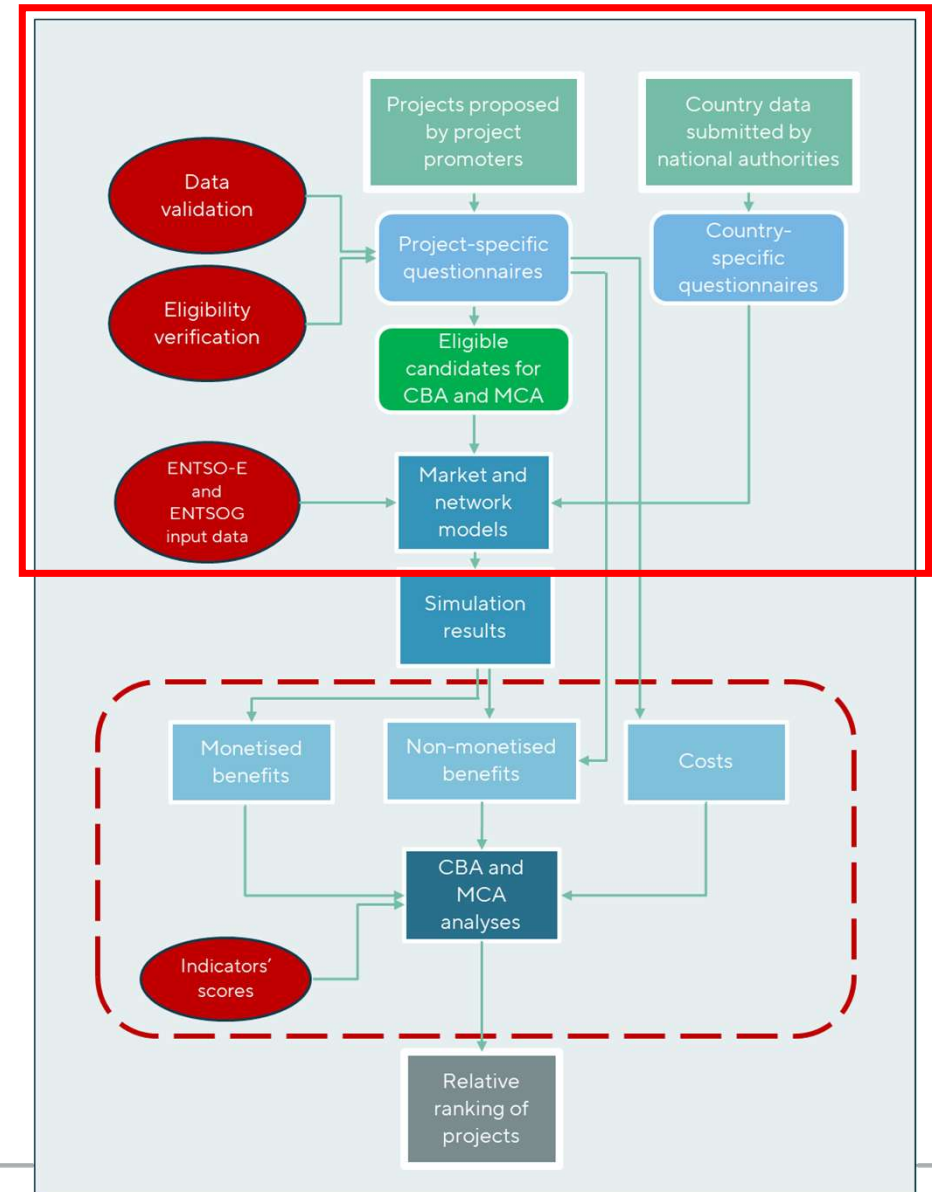 Projects proposed
by project
promoters
Country data
submitted by
national authorities
Data
validation
Project-specific
questionnaires
Country-
specific
questionnaires
Eligibility
verification
Eligible
candidates for
CBA and MCA
ENTSO-E
and
ENTSOG
input data
Market and
network
models
Simulation
results
Monetised
benefits
Non-monetised
benefits
Costs
CBA and
MCA
analyses
Indicators’
scores
Relative
ranking of
projects